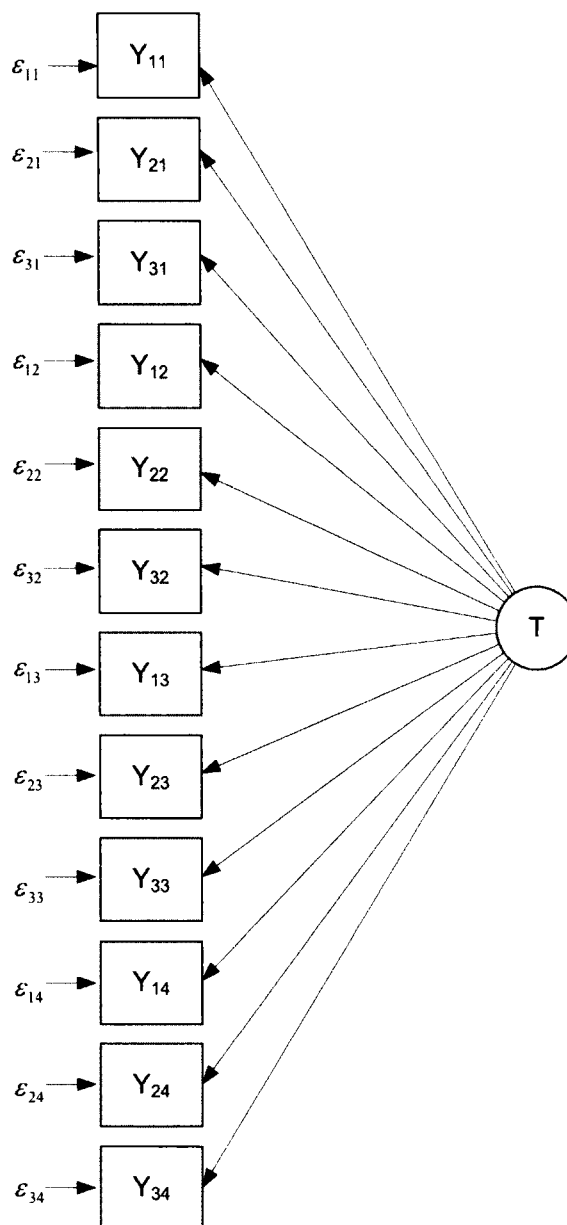 ε₁₁ Y₁₁
ε₂₁ Y₂₁
ε₃₁ Y₃₁
ε₁₂ Y₁₂
ε₂₂ Y₂₂
ε₃₂ Y₃₂
T
ε₁₃ Y₁₃
ε₂₃ Y₂₃
ε₃₃ Y₃₃
ε₁₄ Y₁₄
ε₂₄ Y₂₄
ε₃₄ Y₃₄